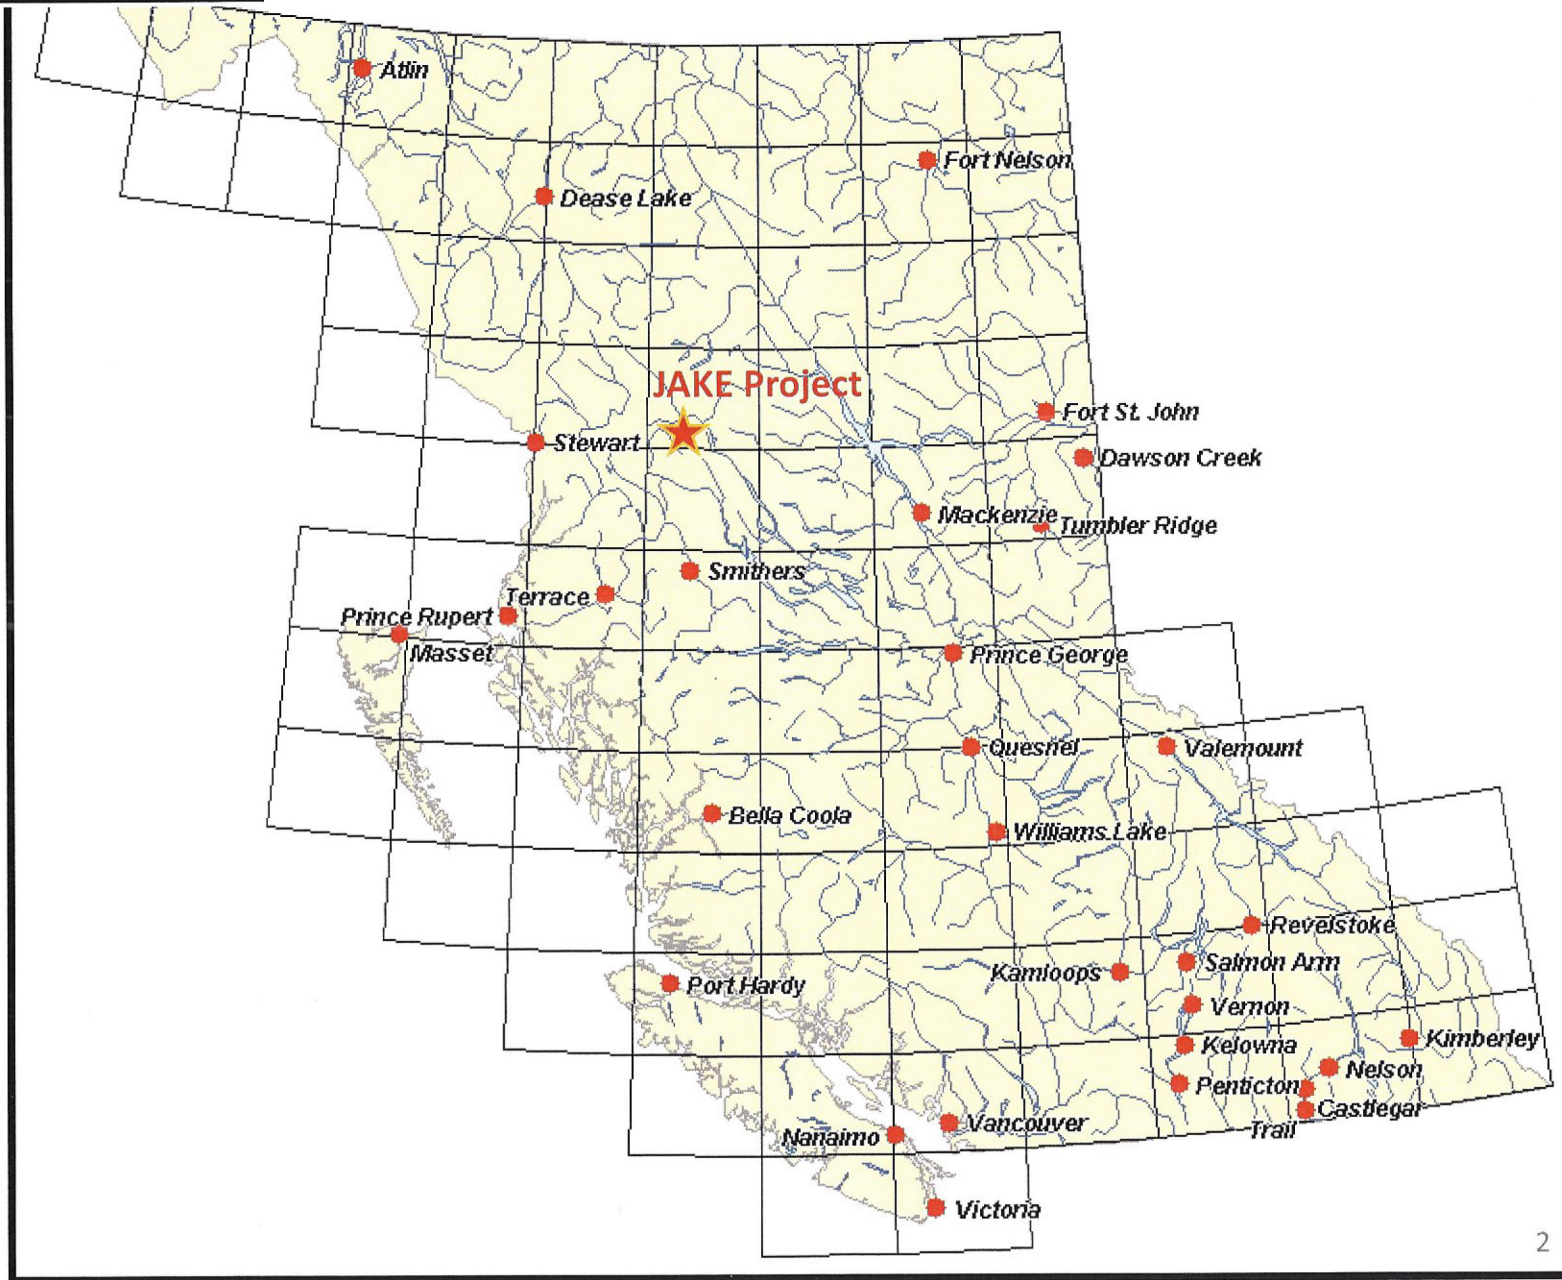 Atlin
Fort Nelson
Dease Lake
JAKE Project
Fort St. John
Stewart
Dawson Creek
Mackenzie
Tumbler Ridge
Smithers
Terrace
Prince Rupert
Masset
Prince George
Quesnel
Valemount
Bella Coola
Williams Lake
Revelstoke
Salmon Arm
Kamloops
Port Hardy
Vernon
Kelowna
Kimberley
Nelson
Penticton
Castlegar
Trail
Vancouver
Nanaimo
Victoria
2